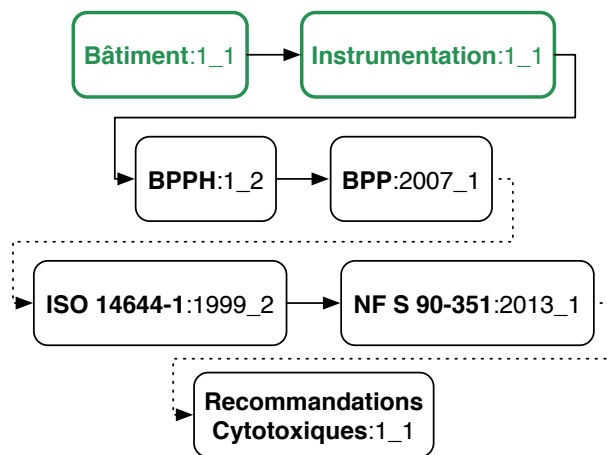 Bâtiment:1_1
Instrumentation:1_1
BPPH:1_2
BPP:2007_1
ISO 14644-1:1999_2
NF S 90-351:2013_1
Recommandations
Cytotoxiques:1_1